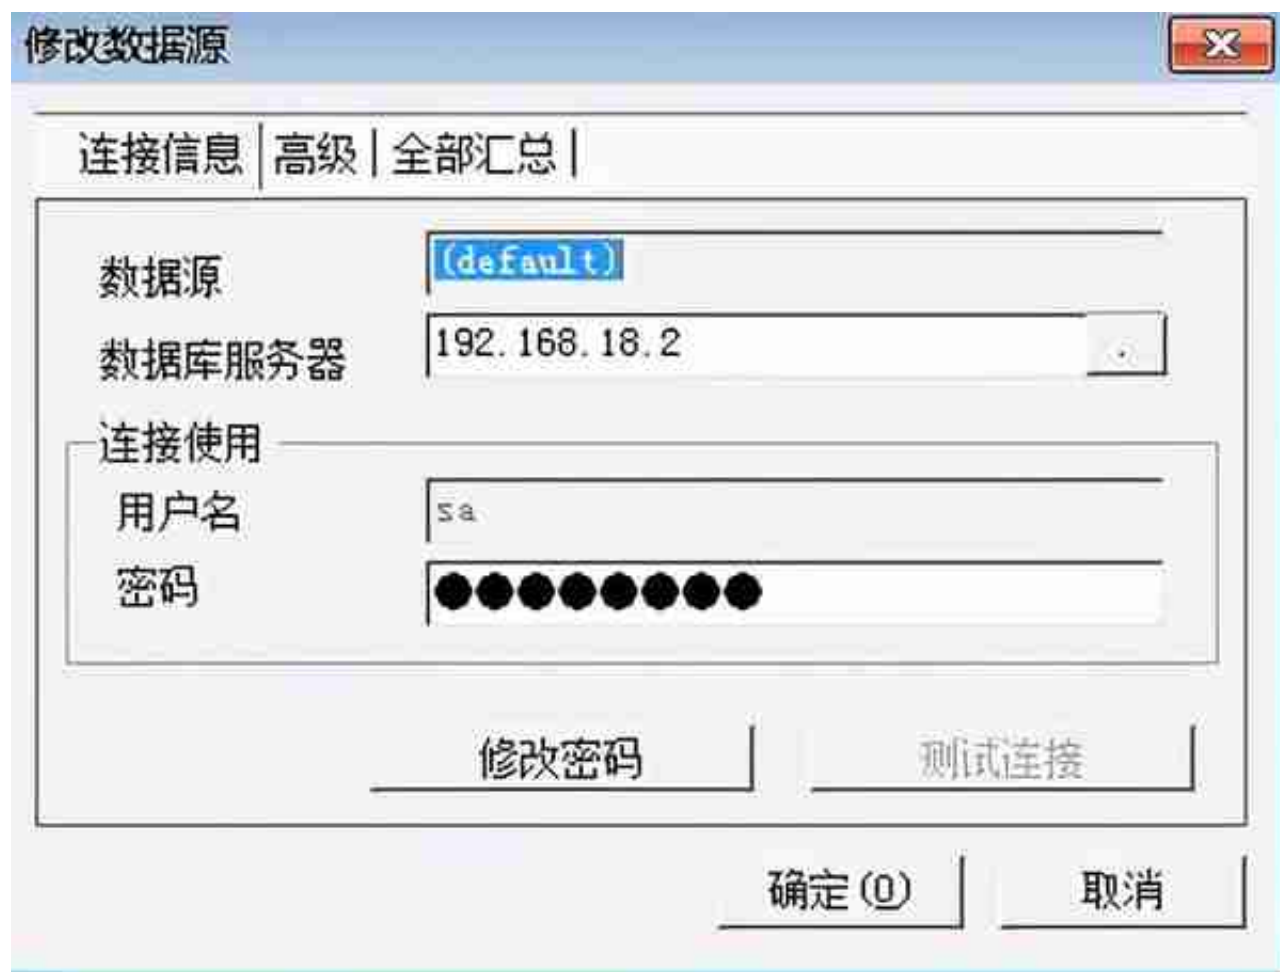 修改数据源
连接信息 高级 全部汇总
数据源 (default)
数据库服务器 192.168.18.2 .
连接使用
用户名 sa
密码 ●●●●●●●●
修改密码 测试连接
确定(O) 取消